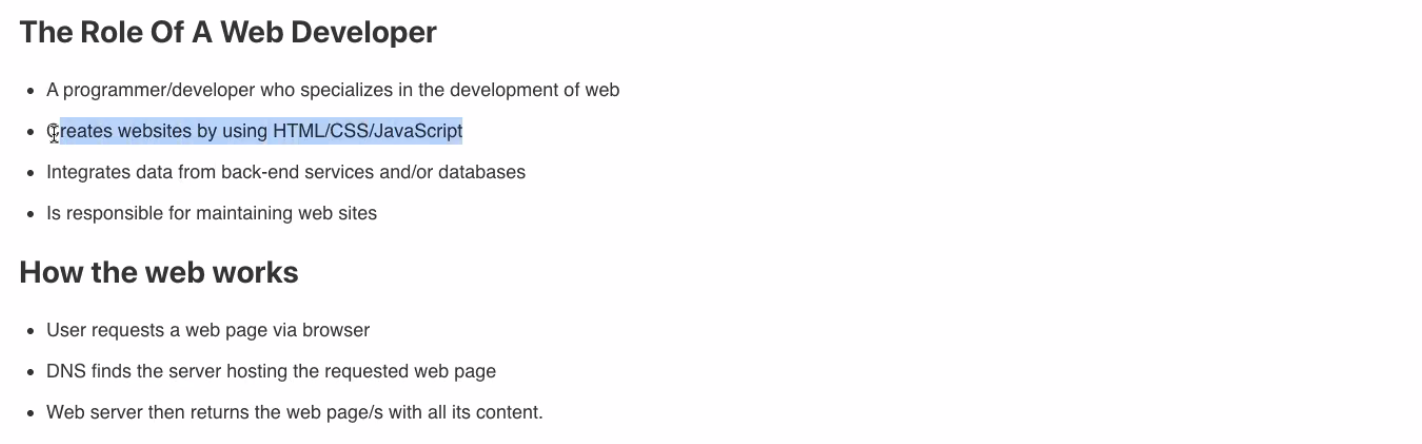 The Role Of A Web Developer
• A programmer/developer who specializes in the development of web
• Creates websites by using HTML/CSS/JavaScript
• Integrates data from back-end services and/or databases
• Is responsible for maintaining web sites
How the web works
• User requests a web page via browser
• DNS finds the server hosting the requested web page
• Web server then returns the web page/s with all its content.